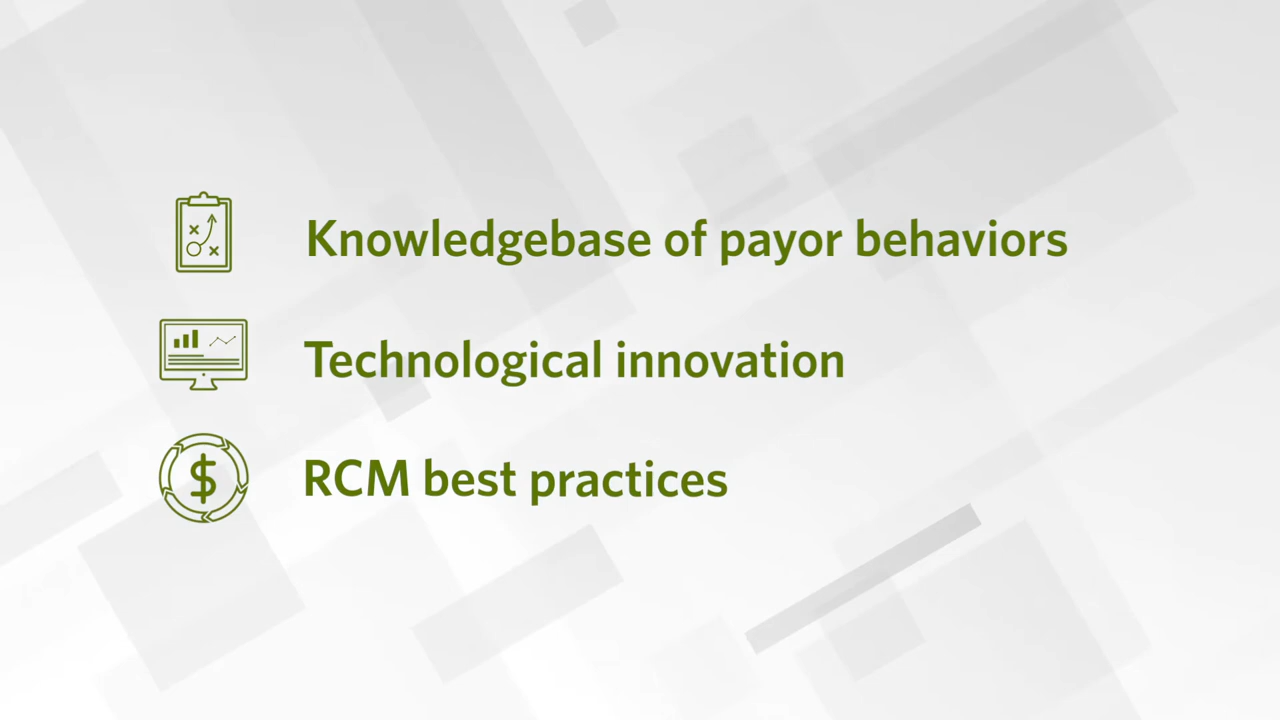 Knowledgebase of payor behaviors
Technological innovation
RCM best practices